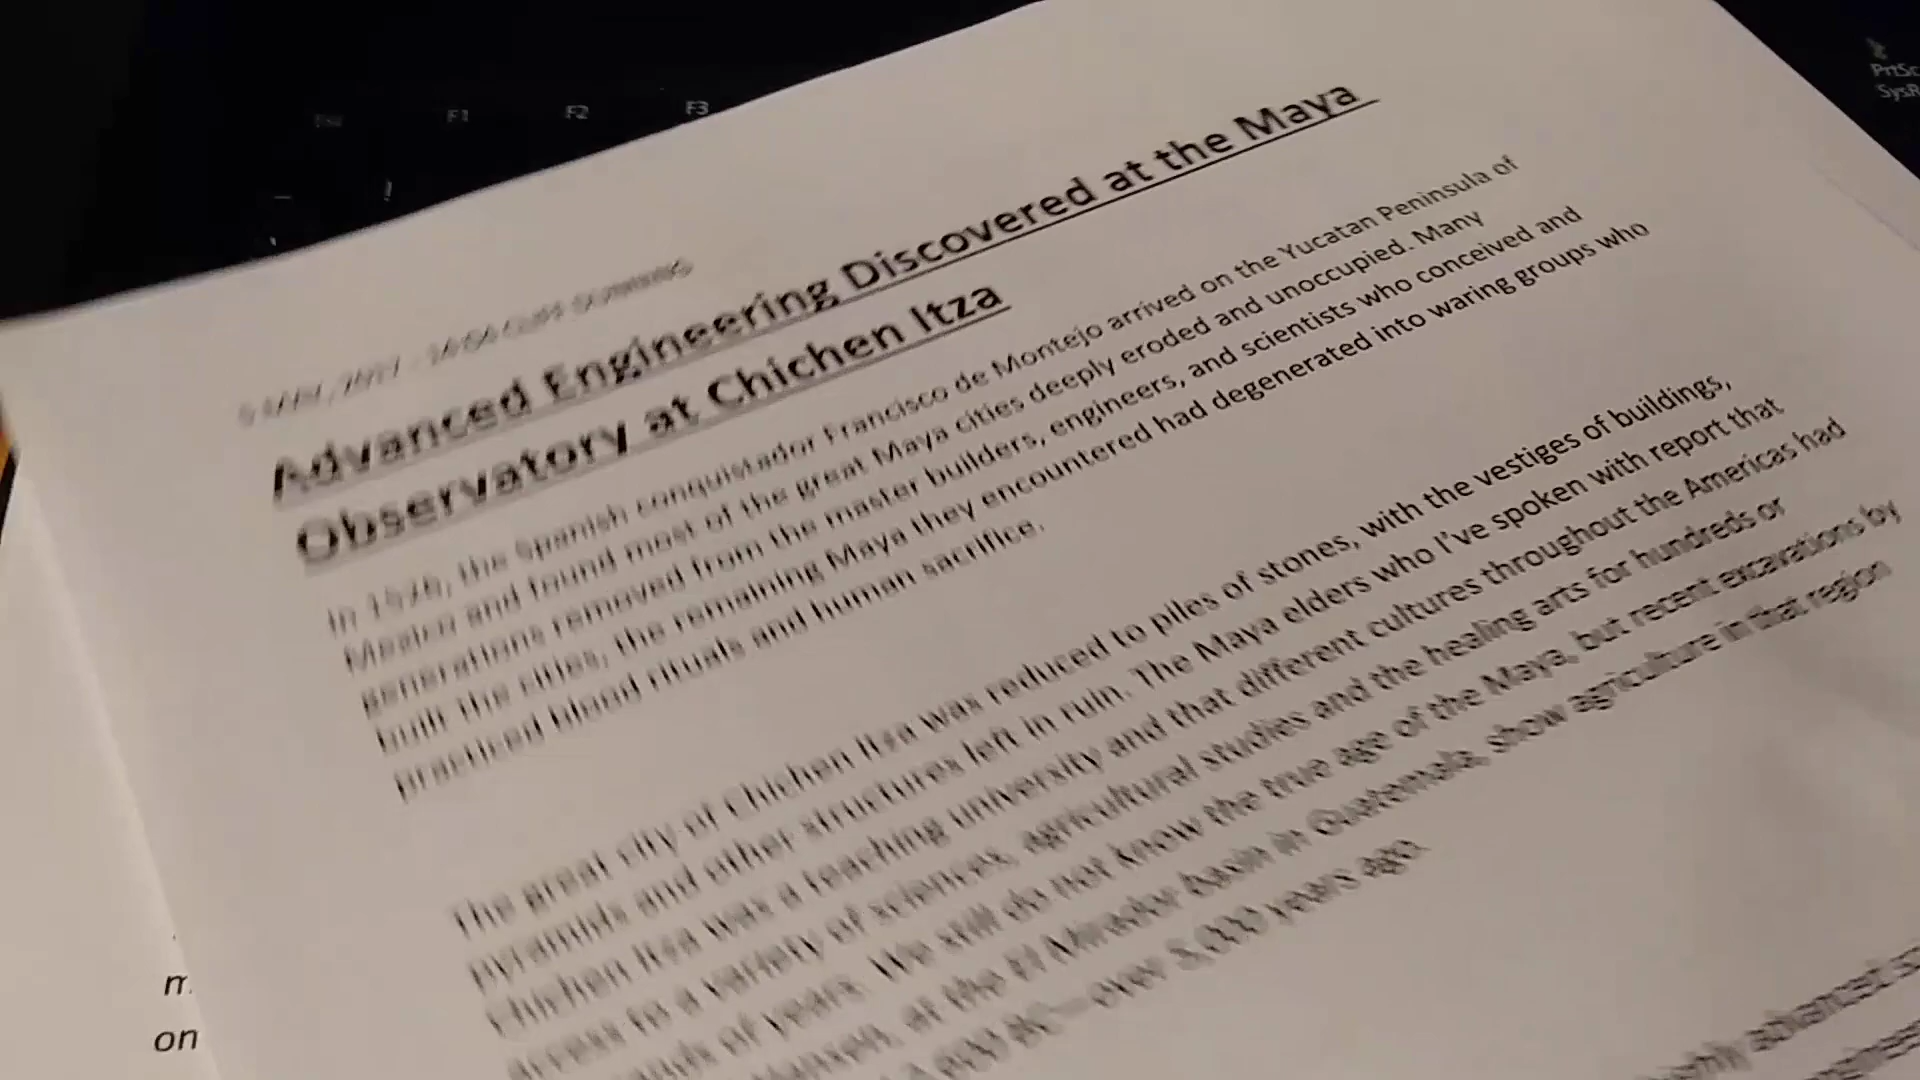 Esc F1 F2 F3
PrtSc
SysR
Advanced Engineering Discovered at the Maya
Observatory at Chichen Itza
In 1526, the Spanish conquistador Francisco de Montejo arrived on the Yucatan Peninsula of
Mexico and found most of the great Maya cities deeply eroded and unoccupied. Many
generations removed from the master builders, engineers, and scientists who conceived and
built the cities, the remaining Maya they encountered had degenerated into waring groups who
practiced blood rituals and human sacrifice.
The great city of Chichen Itza was reduced to piles of stones, with the vestiges of buildings,
pyramids and other structures left in ruin. The Maya elders who I've spoken with report that
Chichen Itza was a teaching university and that different cultures throughout the Americas had
access to a variety of sciences, agricultural studies and the healing arts for hundreds or
of years. We still do not know the true age of the Maya, but recent excavations by
at the El Mirador basin in Guatemala, show agriculture in that region
BC—over years ago.
advanced
m
on